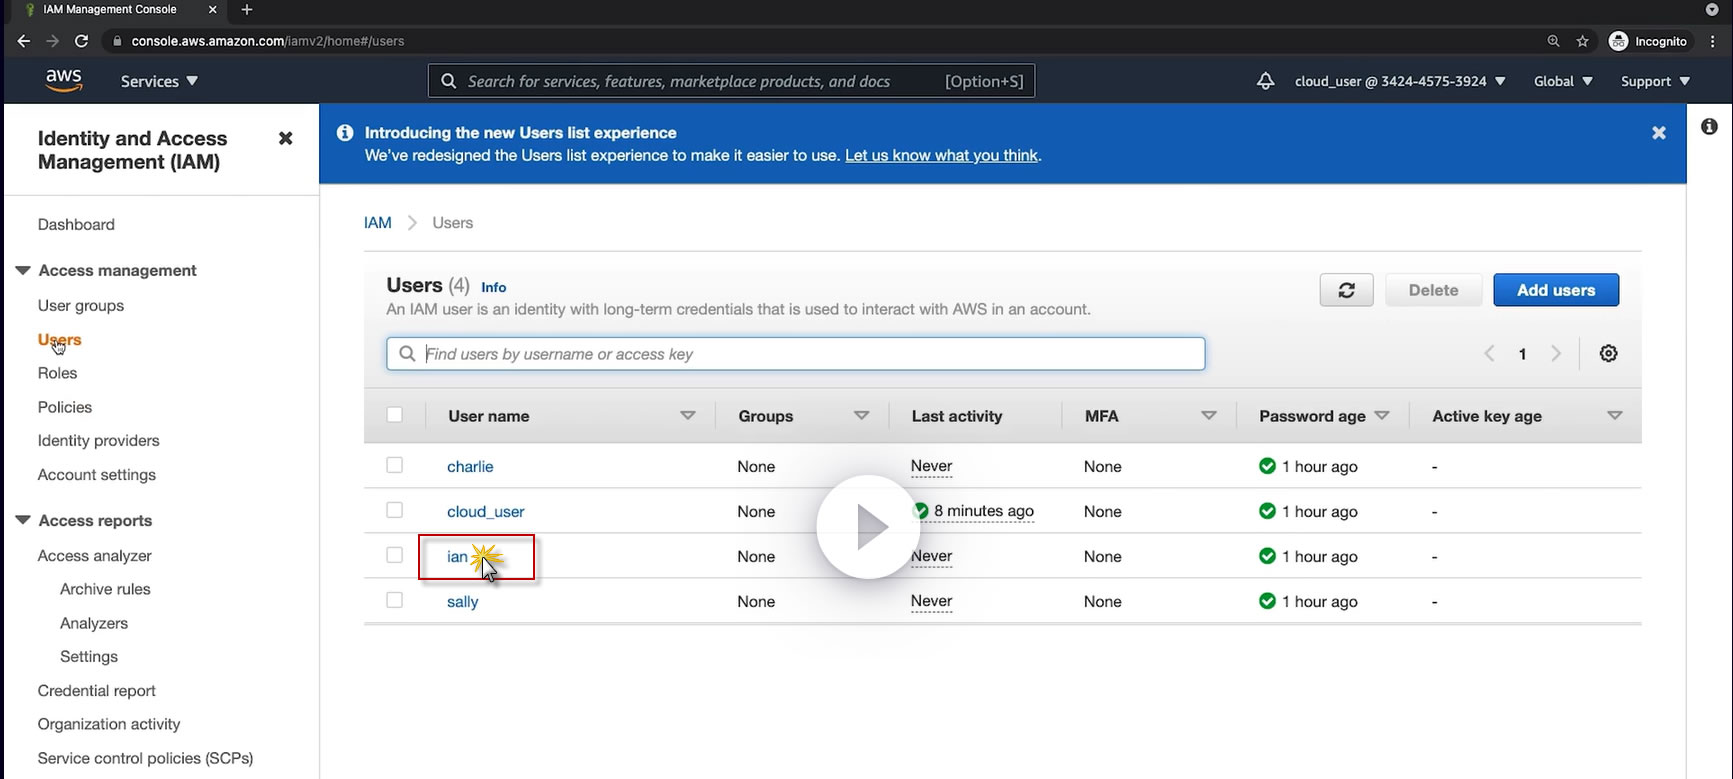 IAM Management Console
console.aws.amazon.com/iamv2/home#/users
Incognito
aws
Services
Search for services, features, marketplace products, and docs [Option+S]
cloud_user @ 3424-4575-3924
Global
Support
Identity and Access
Management (IAM)
Dashboard
Access management
User groups
Users
Roles
Policies
Identity providers
Account settings
Access reports
Access analyzer
Archive rules
Analyzers
Settings
Credential report
Organization activity
Service control policies (SCPs)
Introducing the new Users list experience
We've redesigned the Users list experience to make it easier to use. Let us know what you think.
IAM > Users
Users (4) Info
An IAM user is an identity with long-term credentials that is used to interact with AWS in an account.
Delete
Add users
Find users by username or access key
1
User name Groups Last activity MFA Password age Active key age
charlie None Never None 1 hour ago -
cloud_user None 8 minutes ago None 1 hour ago -
ian None Never None 1 hour ago -
sally None Never None 1 hour ago -